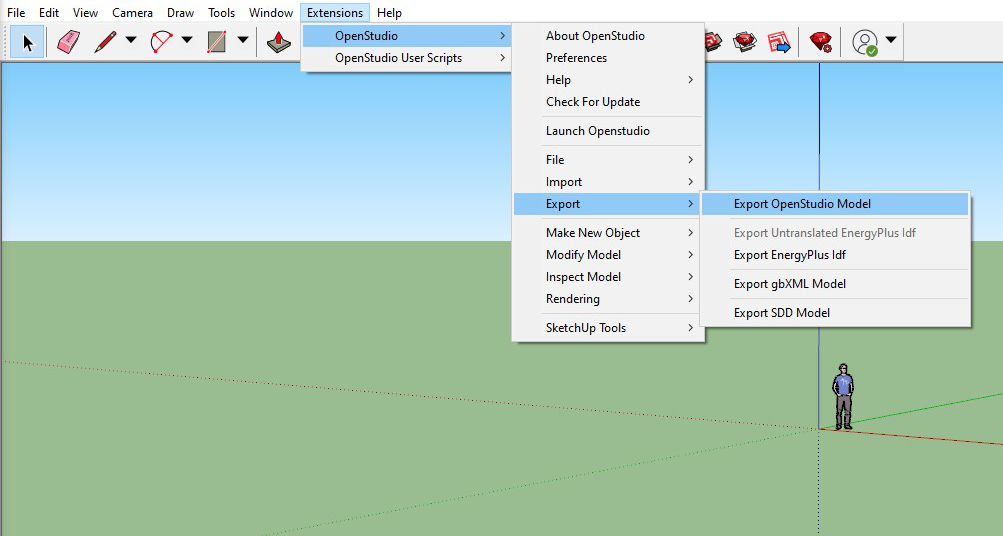 File Edit View Camera Draw Tools Window Extensions Help
OpenStudio
OpenStudio User Scripts
About OpenStudio
Preferences
Help
Check For Update
Launch Openstudio
File
Import
Export
Make New Object
Modify Model
Inspect Model
Rendering
SketchUp Tools
Export OpenStudio Model
Export Untranslated EnergyPlus Idf
Export EnergyPlus Idf
Export gbXML Model
Export SDD Model